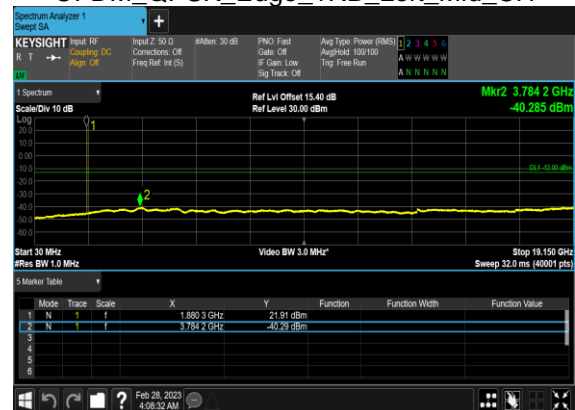 Spectrum Analyzer 1
Swept SA
KEYSIGHT Input: RF
R T Coupling: DC
Align: Off
Input Z: 50 Ω
Corrections: Off
Freq Ref: Int (S)
#Atten: 30 dB
PNO: Fast
Gate: Off
IF Gain: Low
Sig Track: Off
Avg Type: Power (RMS)
Avg|Hold: 100/100
Trig: Free Run
1 2 3 4 5 6
A W W W W W
A N N N N N
LW
1 Spectrum
Scale/Div 10 dB
Ref Lvl Offset 15.40 dB
Ref Level 30.00 dBm
Mkr2 3.784 2 GHz
-40.285 dBm
Log
20.0
10.0
0.00
-10.0
-20.0
-30.0
-40.0
-50.0
-60.0
1
2
DL1 -13.00 dBm
Start 30 MHz
#Res BW 1.0 MHz
Video BW 3.0 MHz*
Stop 19.150 GHz
Sweep 32.0 ms (40001 pts)
5 Marker Table
Mode Trace Scale X Y Function Function Width Function Value
1 N 1 f 1.880 3 GHz 21.91 dBm
2 N 1 f 3.784 2 GHz -40.29 dBm
3
4
5
6
?
Feb 28, 2023
4:08:32 AM